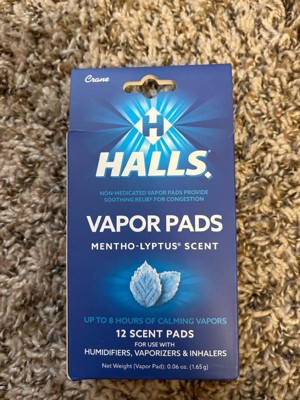 Crane
HALLS
NON-MEDICATED VAPOR PADS PROVIDE
SOOTHING RELIEF FOR CONGESTION
VAPOR PADS
MENTHO-LYPTUS® SCENT
UP TO 8 HOURS OF CALMING VAPORS
12 SCENT PADS
FOR USE WITH
HUMIDIFIERS, VAPORIZERS & INHALERS
Net Weight (Vapor Pad): 0.06 oz. (1.65g)